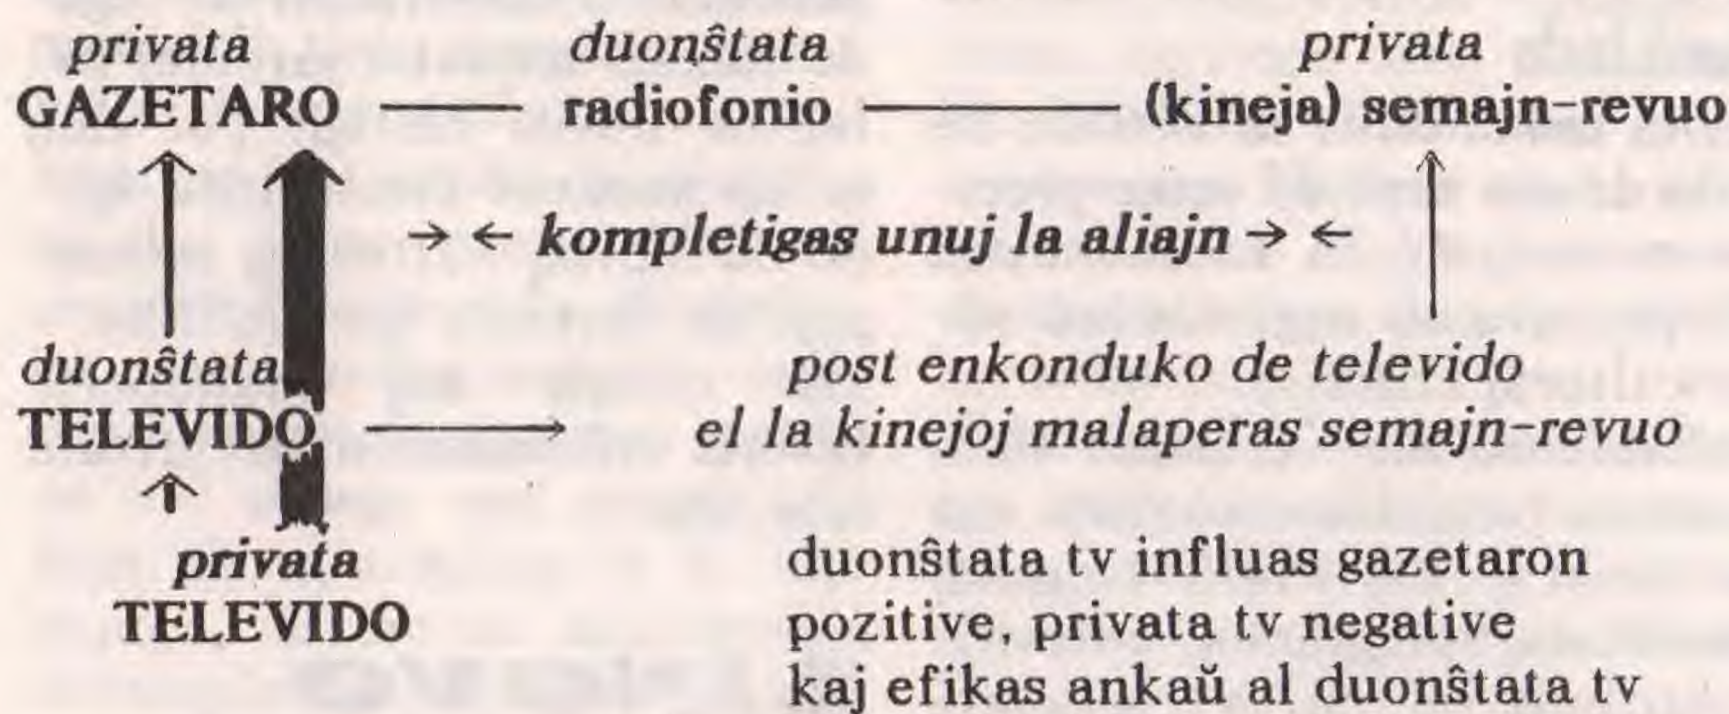 privata duonŝtata privata
GAZETARO radiofonio (kineja) semajn-revuo
→ ← kompletigas unuj la aliajn → ←
duonŝtata post enkonduko de televido
TELEVIDO → el la kinejoj malaperas semajn-revuo
privata duonŝtata tv influas gazetaron
TELEVIDO pozitive, privata tv negative
kaj efikas ankaŭ al duonŝtata tv